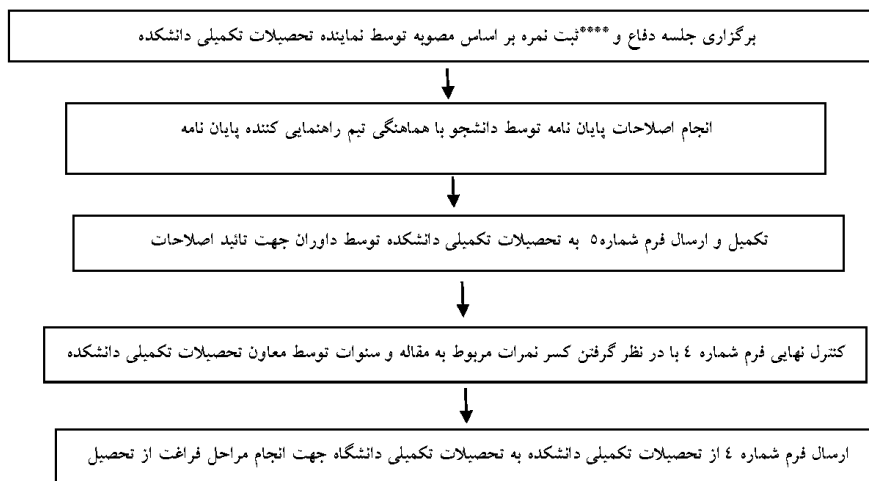 برگزاری جلسه دفاع و ****ثبت نمره بر اساس مصوبه توسط نماینده تحصیلات تکمیلی دانشکده
انجام اصلاحات پایان نامه توسط دانشجو با هماهنگی تیم راهنمایی کننده پایان نامه
تکمیل و ارسال فرم شماره۵ به تحصیلات تکمیلی دانشکده توسط داوران جهت تائید اصلاحات
کنترل نهایی فرم شماره ٤ با در نظر گرفتن کسر نمرات مربوط به مقاله و سنوات توسط معاون تحصیلات تکمیلی دانشکده
ارسال فرم شماره ٤ از تحصیلات تکمیلی دانشکده به تحصیلات تکمیلی دانشگاه جهت انجام مراحل فراغت از تحصیل